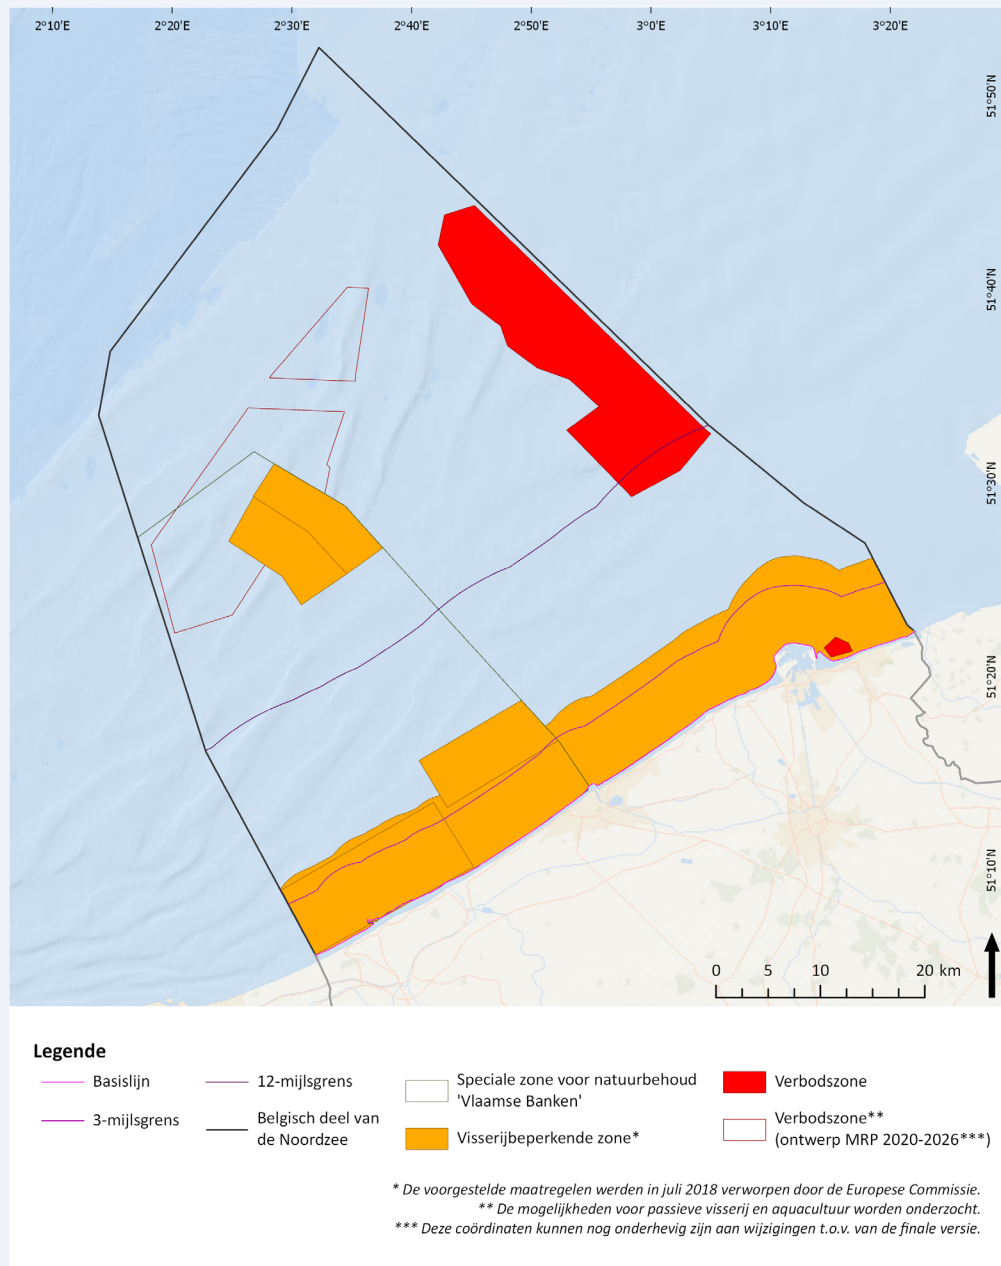 2°10'E 2°20'E 2°30'E 2°40'E 2°50'E 3°0'E 3°10'E 3°20'E
51°50'N
51°40'N
51°30'N
51°20'N
51°10'N
0 5 10 20 km
Legende
Basislijn
3-mijlsgrens
12-mijlsgrens
Belgisch deel van
de Noordzee
Speciale zone voor natuurbehoud
'Vlaamse Banken'
Visserijbeperkende zone*
Verbodszone
Verbodszone**
(ontwerp MRP 2020-2026***)
* De voorgestelde maatregelen werden in juli 2018 verworpen door de Europese Commissie.
** De mogelijkheden voor passieve visserij en aquacultuur worden onderzocht.
*** Deze coördinaten kunnen nog onderhevig zijn aan wijzigingen t.o.v. van de finale versie.